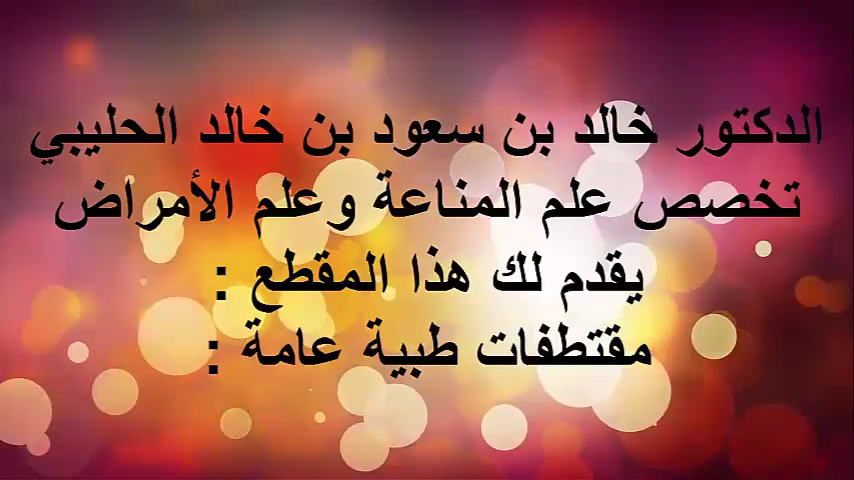 الدكتور خالد بن سعود بن خالد الحليبي
تخصص علم المناعة وعلم الأمراض
يقدم لك هذا المقطع :
مقتطفات طبية عامة :